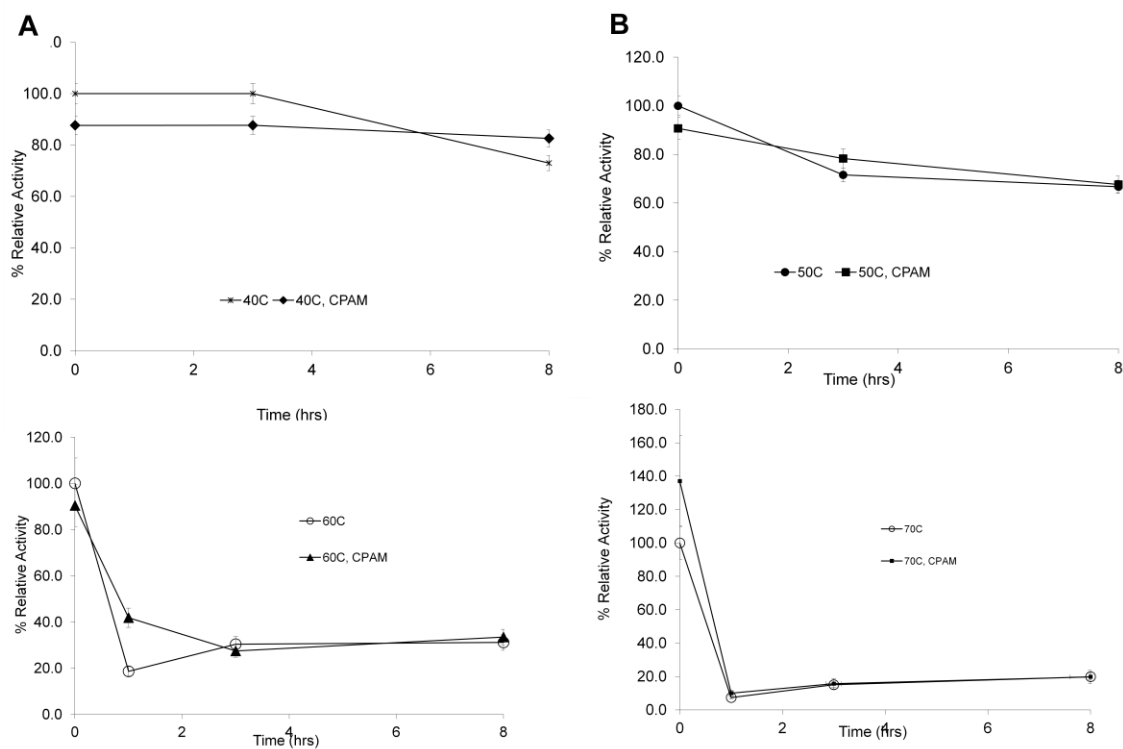 A
.0
100.0
80.0
60.0
40.0
20.0
0.0
% Relative Activity
40C 40C, CPAM
0 2 4 6 8
Time (hrs)
B
120.0
100.0
80.0
60.0
40.0
20.0
0.0
% Relative Activity
50C 50C, CPAM
0 2 4 6 8
Time (hrs)
120.0
100.0
80.0
60.0
40.0
20.0
0.0
% Relative Activity
60C
60C, CPAM
0 2 4 6 8
Time (hrs)
180.0
160.0
140.0
120.0
100.0
80.0
60.0
40.0
20.0
0.0
% Relative Activity
70C
70C, CPAM
0 2 4 6 8
Time (hrs)